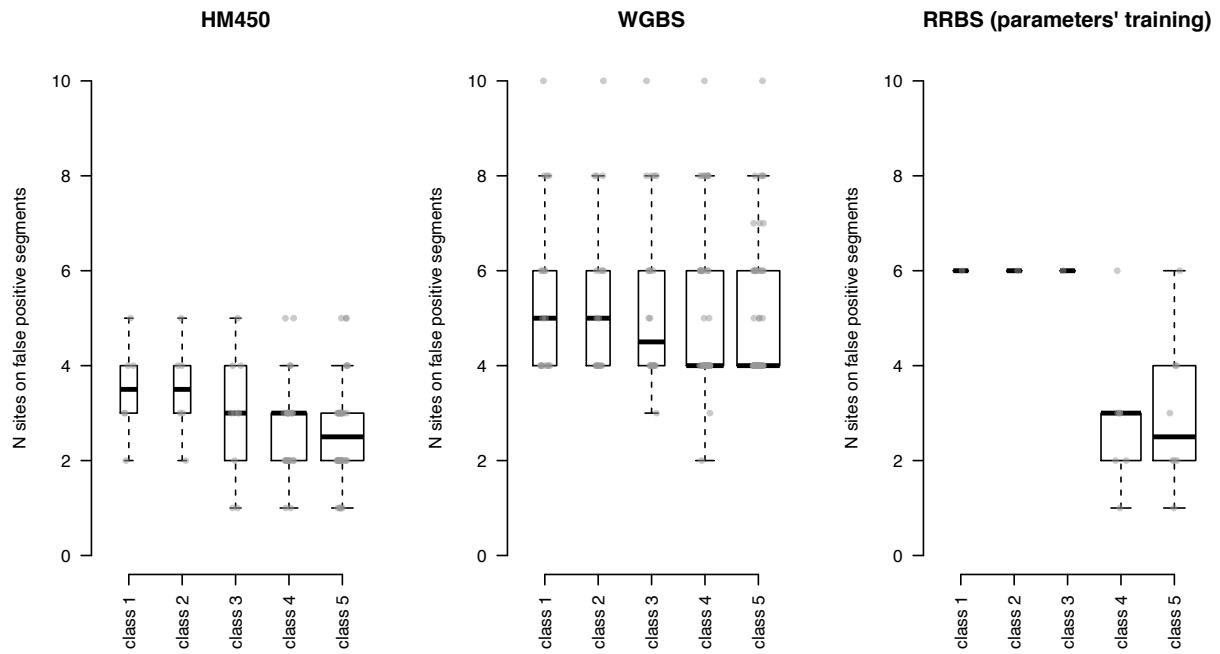 HM450
N sites on false positive segments
10
8
6
4
2
0
class 1
class 2
class 3
class 4
class 5
WGBS
N sites on false positive segments
10
8
6
4
2
0
class 1
class 2
class 3
class 4
class 5
RRBS (parameters' training)
N sites on false positive segments
10
8
6
4
2
0
class 1
class 2
class 3
class 4
class 5